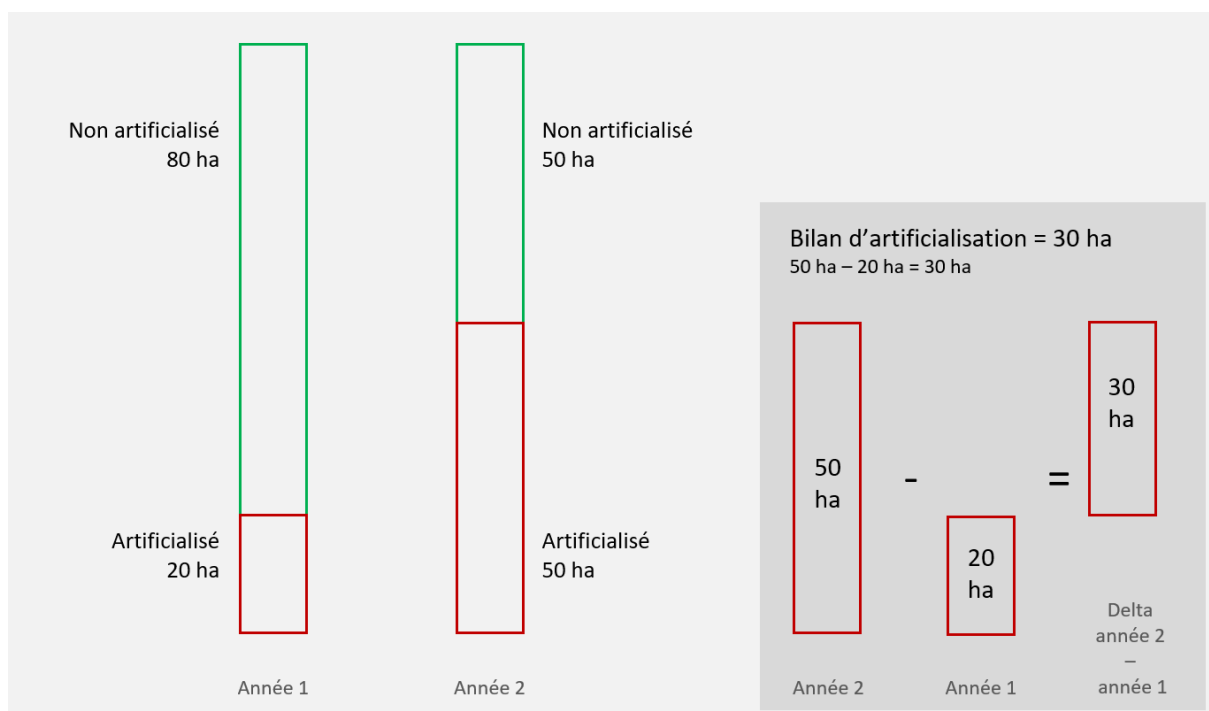 Non artificialisé
80 ha
Non artificialisé
50 ha
Artificialisé
20 ha
Artificialisé
50 ha
Année 1
Année 2
Bilan d’artificialisation = 30 ha
50 ha – 20 ha = 30 ha
50
ha
-
20
ha
=
30
ha
Année 2
Année 1
Delta
année 2
–
année 1